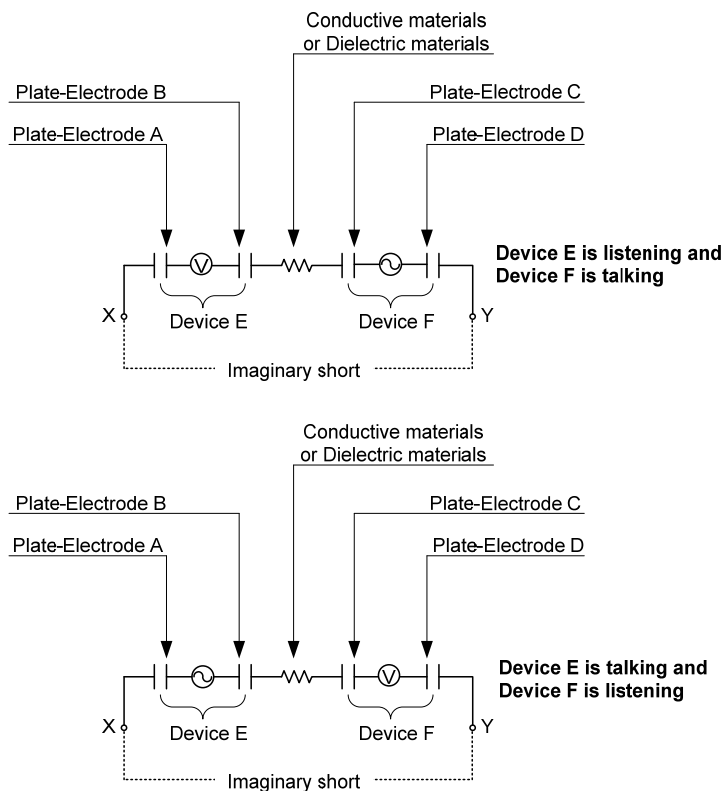 Conductive materials
or Dielectric materials
Plate-Electrode B
Plate-Electrode C
Plate-Electrode A
Plate-Electrode D
V
Device E is listening and
Device F is talking
X
Device E
Device F
Y
Imaginary short
Conductive materials
or Dielectric materials
Plate-Electrode B
Plate-Electrode C
Plate-Electrode A
Plate-Electrode D
V
Device E is talking and
Device F is listening
X
Device E
Device F
Y
Imaginary short